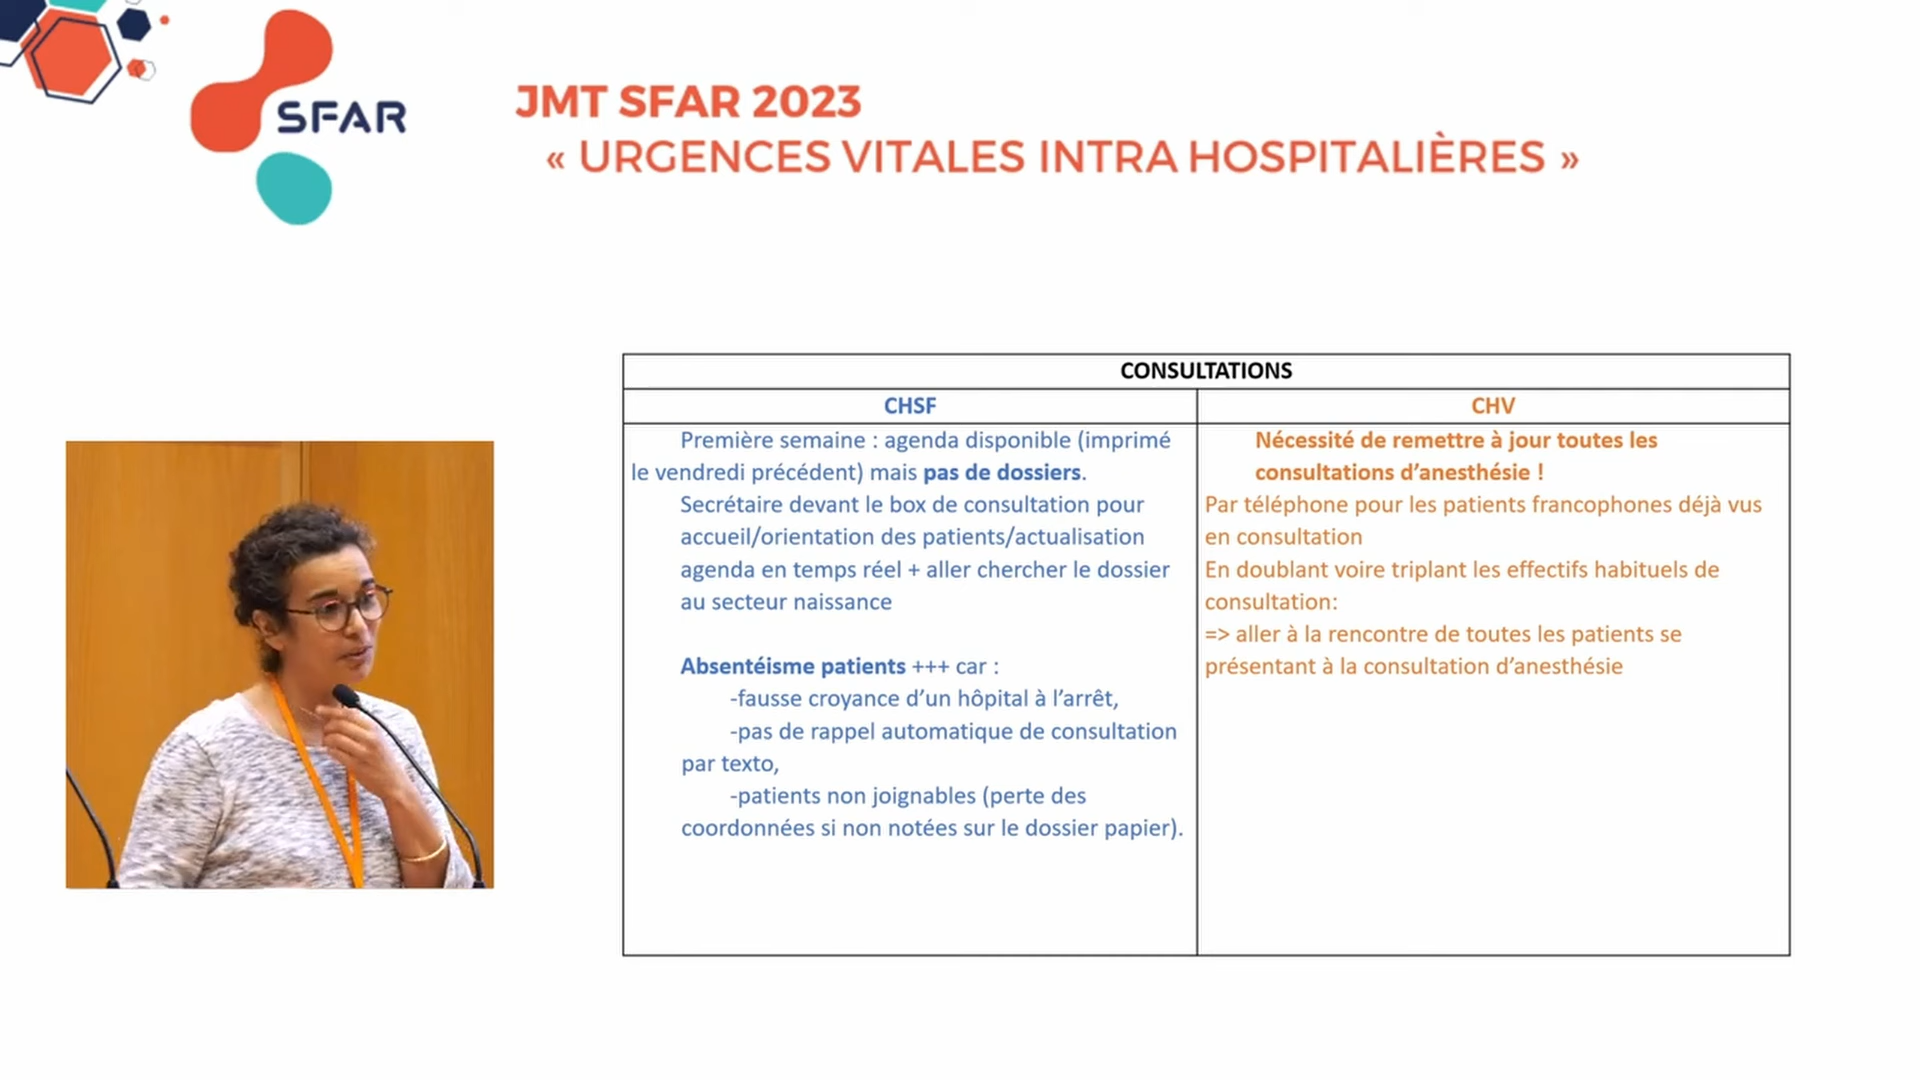 SFAR
JMT SFAR 2023
« URGENCES VITALES INTRA HOSPITALIÈRES »
CONSULTATIONS
CHSF
Première semaine : agenda disponible (imprimé
le vendredi précédent) mais pas de dossiers.
Secrétaire devant le box de consultation pour
accueil/orientation des patients/actualisation
agenda en temps réel + aller chercher le dossier
au secteur naissance
Absentéisme patients +++ car :
-fausse croyance d’un hôpital à l’arrêt,
-pas de rappel automatique de consultation
par texto,
-patients non joignables (perte des
coordonnées si non notées sur le dossier papier).
CHV
Nécessité de remettre à jour toutes les
consultations d’anesthésie !
Par téléphone pour les patients francophones déjà vus
en consultation
En doublant voire triplant les effectifs habituels de
consultation:
=> aller à la rencontre de toutes les patients se
présentant à la consultation d’anesthésie